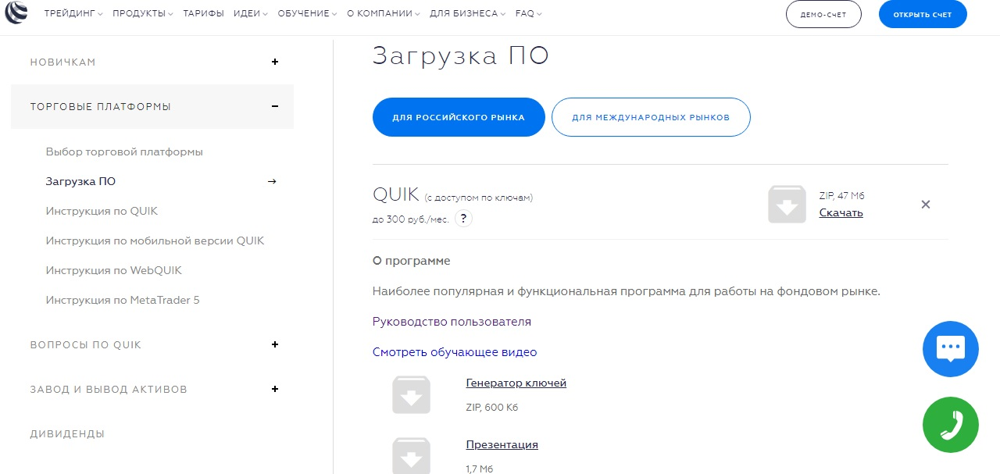 ТРЕЙДИНГ ПРОДУКТЫ ТАРИФЫ ИДЕИ ОБУЧЕНИЕ О КОМПАНИИ ДЛЯ БИЗНЕСА FAQ ДЕМО-СЧЕТ ОТКРЫТЬ СЧЕТ
НОВИЧКАМ +
ТОРГОВЫЕ ПЛАТФОРМЫ −
Выбор торговой платформы
Загрузка ПО →
Инструкция по QUIK
Инструкция по мобильной версии QUIK
Инструкция по WebQUIK
Инструкция по MetaTrader 5
ВОПРОСЫ ПО QUIK +
ЗАВОД И ВЫВОД АКТИВОВ +
ДИВИДЕНДЫ
Загрузка ПО
ДЛЯ РОССИЙСКОГО РЫНКА ДЛЯ МЕЖДУНАРОДНЫХ РЫНКОВ
QUIK (с доступом по ключам)
до 300 руб./мес. ?
ZIP, 47 Мб
Скачать
О программе
Наиболее популярная и функциональная программа для работы на фондовом рынке.
Руководство пользователя
Смотреть обучающее видео
Генератор ключей
ZIP, 600 Кб
Презентация
1,7 Мб